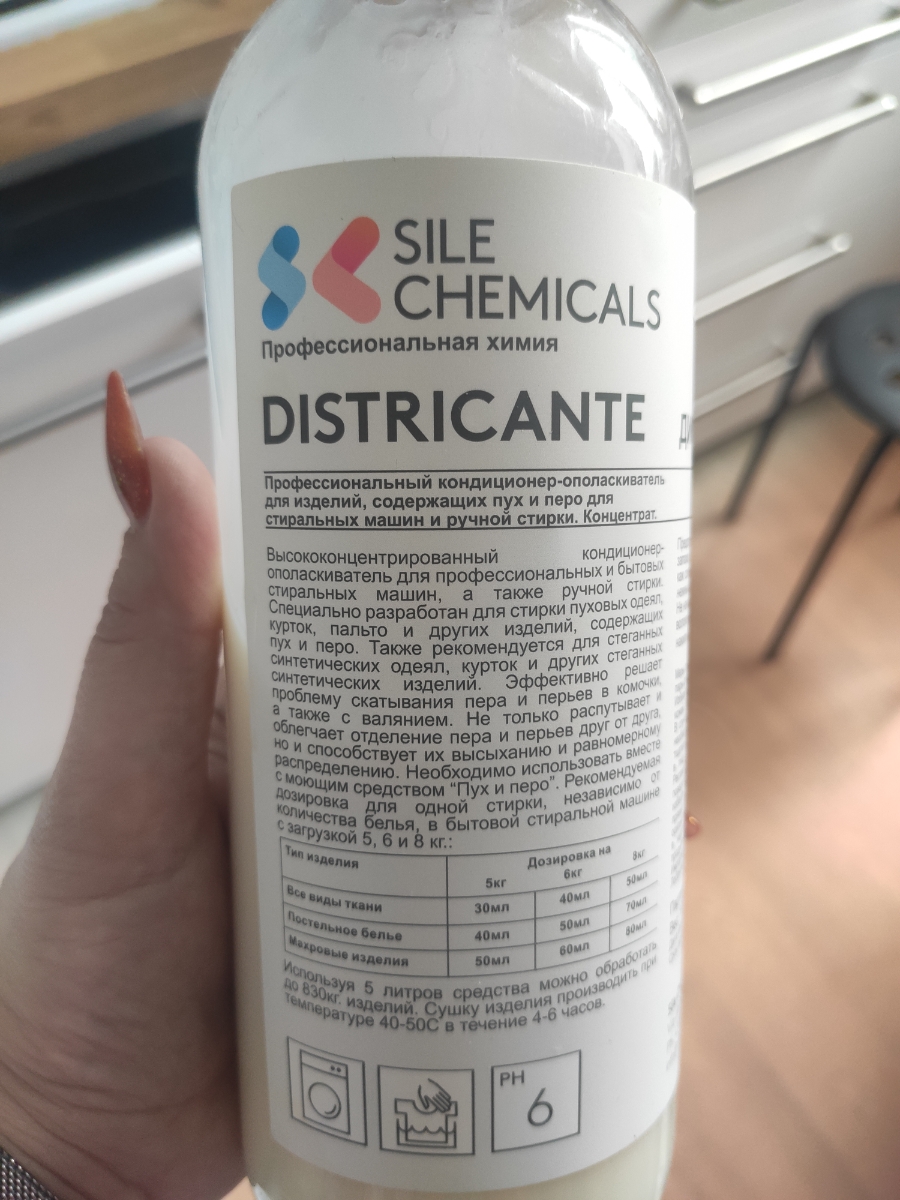 SILE
CHEMICALS
Профессиональная химия
DISTRICANTE
Профессиональный кондиционер-ополаскиватель
для изделий, содержащих пух и перо для
стиральных машин и ручной стирки. Концентрат.
Высококонцентрированный кондиционер-
ополаскиватель для профессиональных и бытовых
стиральных машин, а также ручной стирки.
Специально разработан для стирки пуховых одеял,
курток, пальто и других изделий, содержащих
пух и перо. Также рекомендуется для стеганных
синтетических одеял, курток и других стеганных
синтетических изделий. Эффективно решает
проблему скатывания пера и перьев в комочки,
а также с валянием. Не только распутывает и
облегчает отделение пера и перьев друг от друга,
но и способствует их высыханию и равномерному
распределению. Необходимо использовать вместе
с моющим средством “Пух и перо”. Рекомендуемая
дозировка для одной стирки, независимо от
количества белья, в бытовой стиральной машине
с загрузкой 5, 6 и 8 кг.:
Тип изделия Дозировка на
5кг 6кг 8кг
Все виды ткани 30мл 40мл 50мл
Постельное белье 40мл 50мл 70мл
Махровые изделия 50мл 60мл 80мл
Используя 5 литров средства можно обработать
до 830кг. изделий. Сушку изделия производить при
температуре 40-50С в течение 4-6 часов.
PH
6